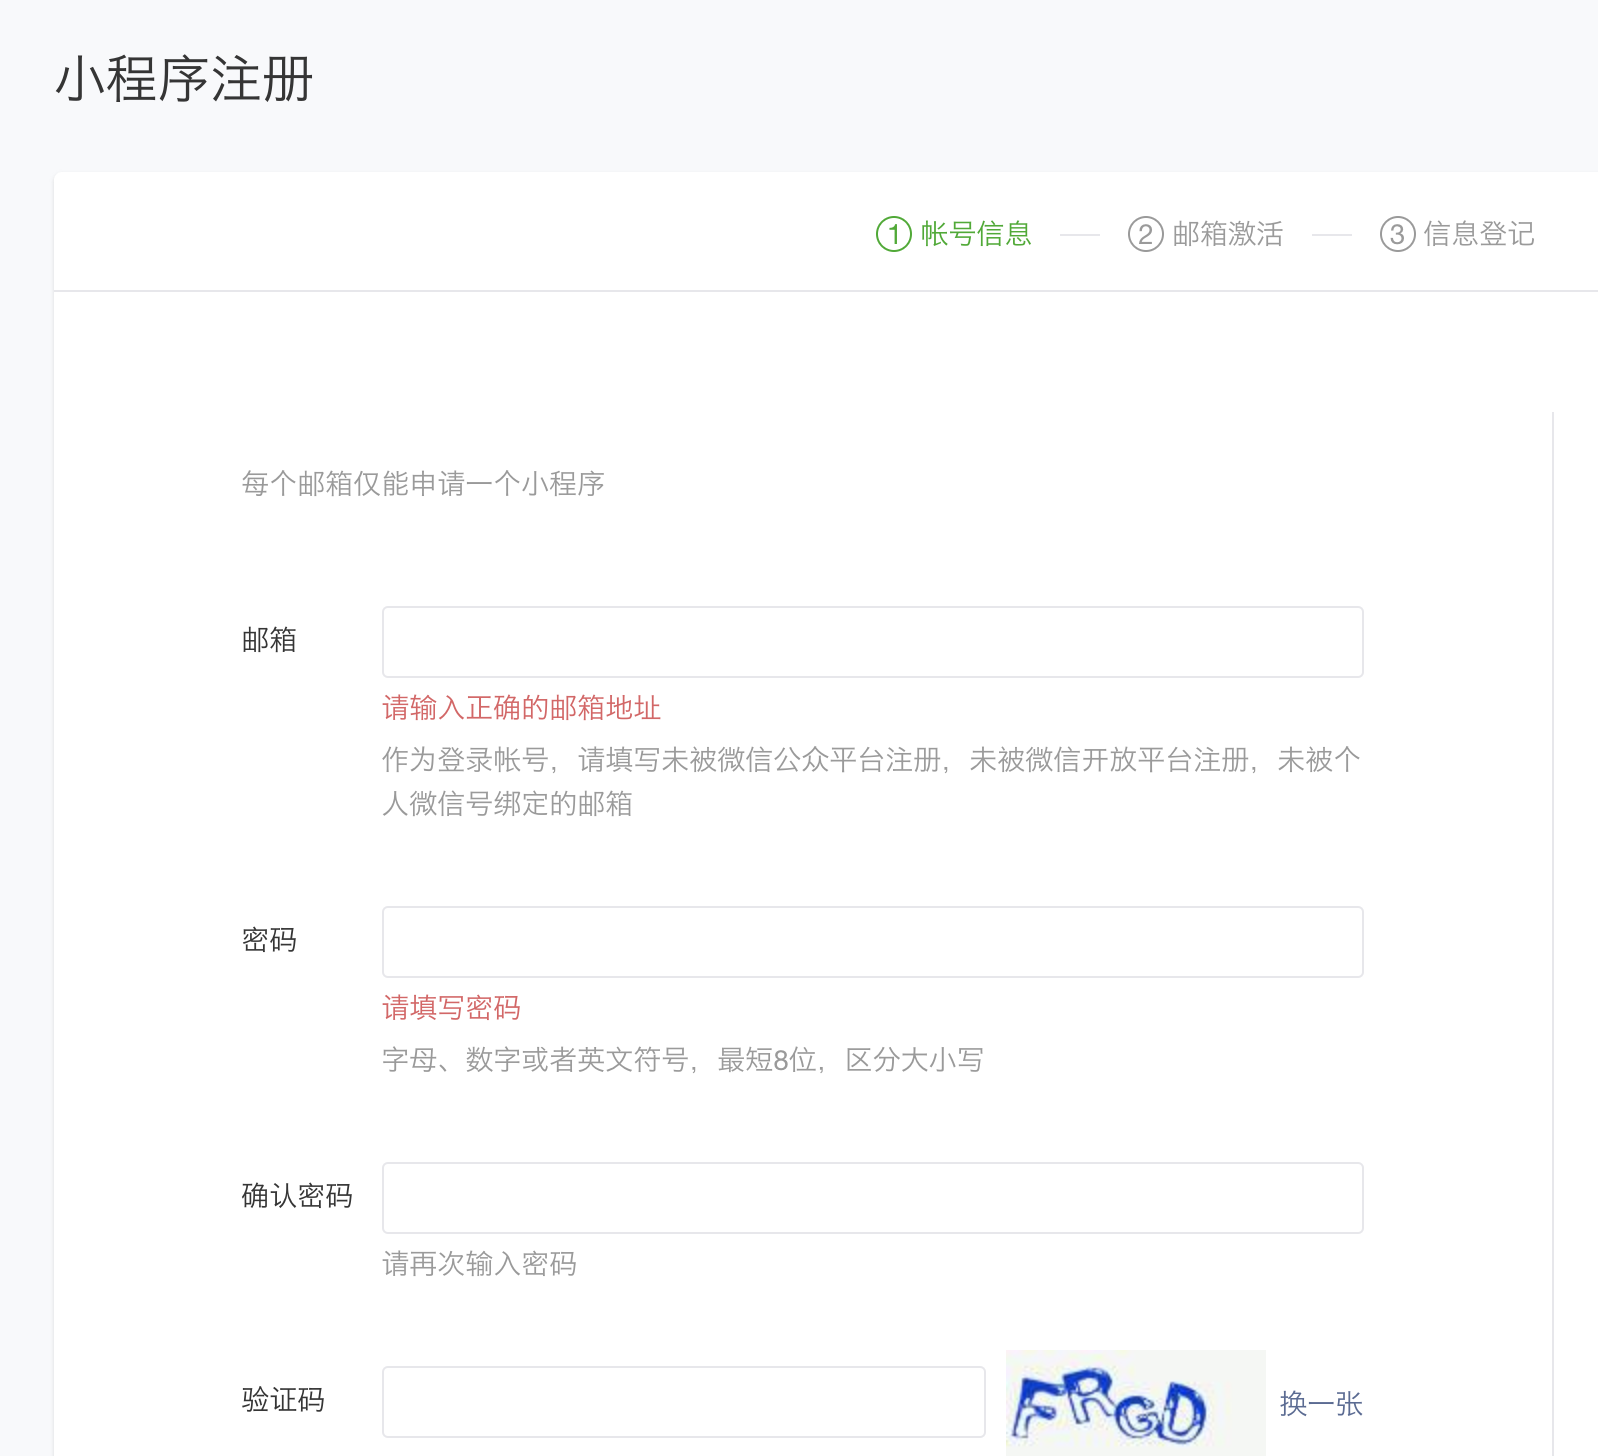 小程序注册
1 帐号信息 2 邮箱激活 3 信息登记
每个邮箱仅能申请一个小程序
邮箱
请输入正确的邮箱地址
作为登录帐号，请填写未被微信公众平台注册，未被微信开放平台注册，未被个
人微信号绑定的邮箱
密码
请填写密码
字母、数字或者英文符号，最短8位，区分大小写
确认密码
请再次输入密码
验证码 FRGD 换一张